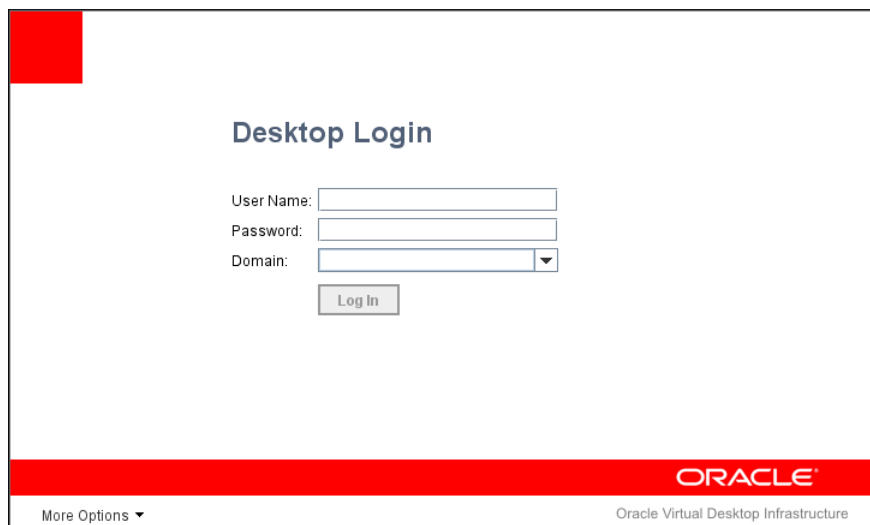 Desktop Login
User Name:
Password:
Domain:
Log In
ORACLE®
More Options
Oracle Virtual Desktop Infrastructure